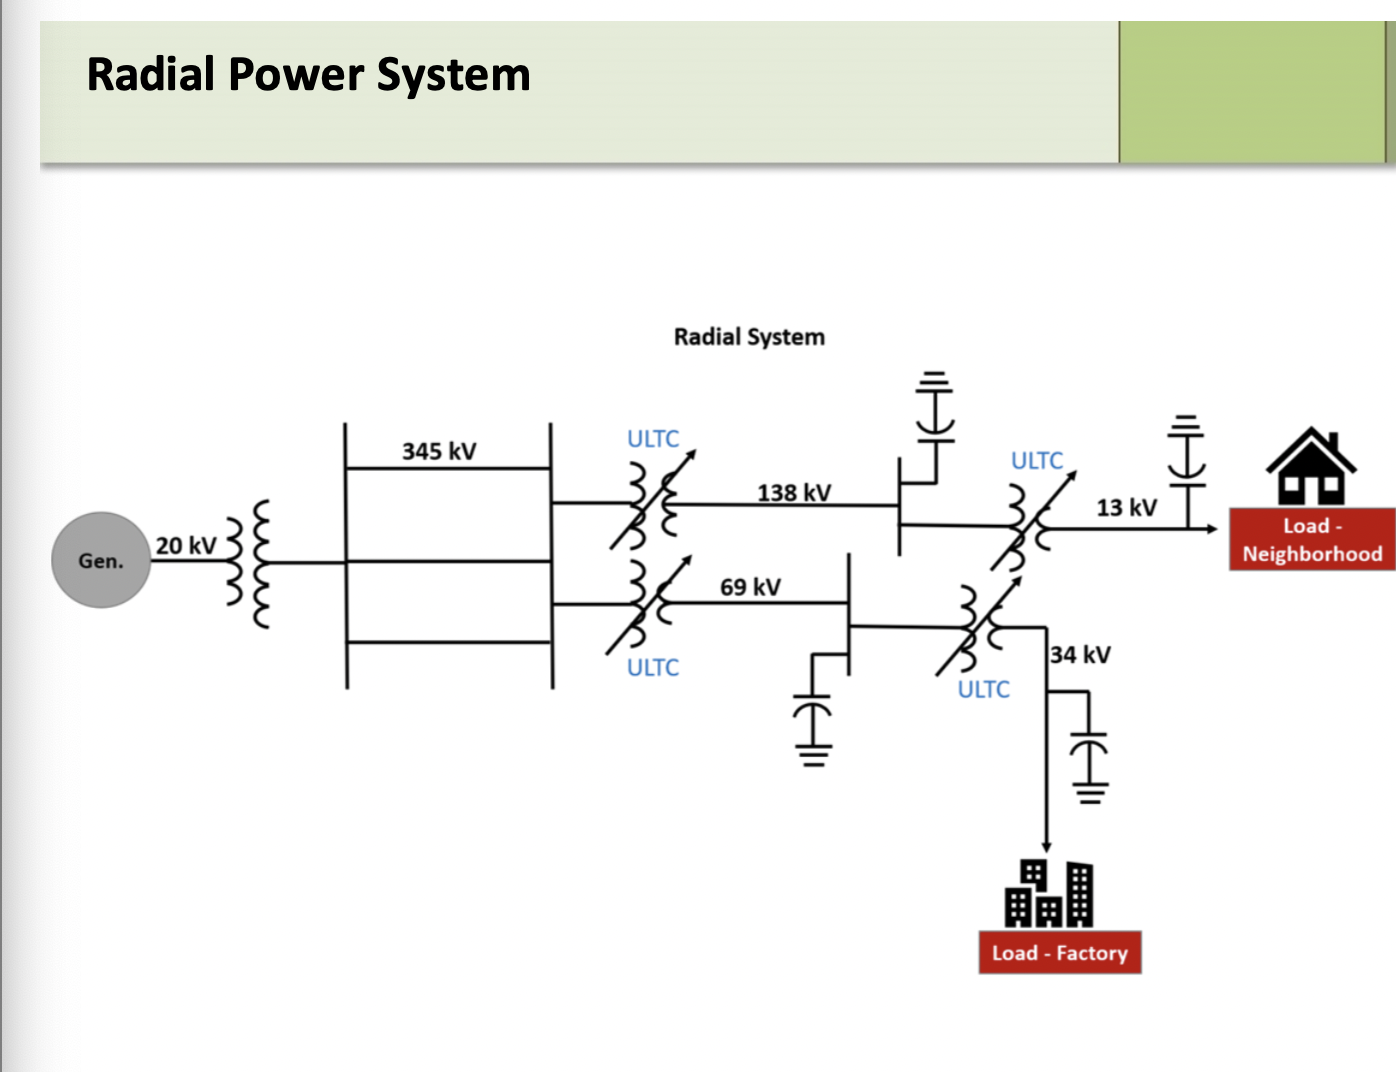 Radial Power System
Radial System
ULTC
345 kV
ULTC
138 kV
13 kV
Load -
Neighborhood
20 kV
Gen.
69 kV
ULTC
34 kV
ULTC
Load - Factory